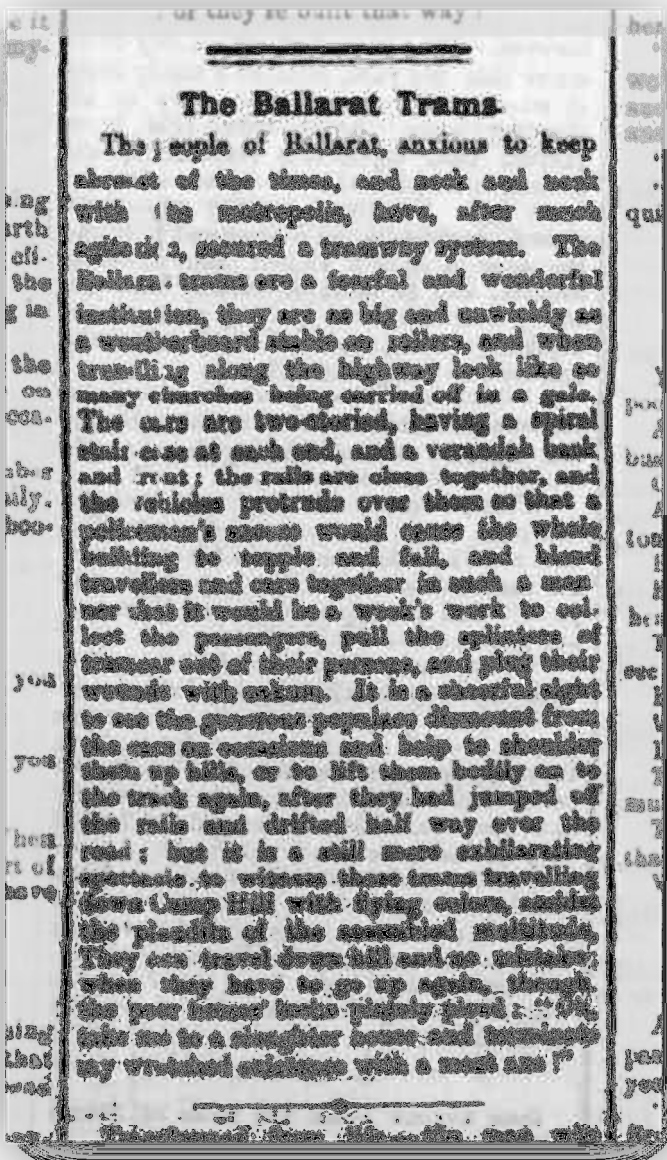 or they're built that way
The Ballarat Trams.
The people of Ballarat, anxious to keep
abreast of the times, and neck and neck
with the metropolis, have, after much
agitation, secured a tramway system. The
Ballarat trams are a fearful and wonderful
institution, they are as big and unwieldy as
a weatherboard stable on rollers, and when
travelling along the highway look like so
many churches being carried off in a gale.
The cars are two-storied, having a spiral
stair case at each end, and a verandah back
and front; the rails are close together, and
the vehicles protrude over them so that a
policeman's sneeze would cause the whole
building to topple and fall, and blend
travellers and cars together in such a man
ner that it would be a week's work to col-
lect the passengers, pull the splinters of
out of their persons, and plug their
wounds with oakum. It is a cheerful sight
to see the generous populace dismount from
the cars on occasions and help to shoulder
them up hills, or to lift them bodily on to
the track again, after they had jumped off
the rails and drifted half way over the
road; but it is a still more exhilarating
spectacle to witness these trams travelling
down Camp Hill with flying colors, amidst
the plaudits of the assembled multitude.
They can travel down hill and no mistake;
when they have to go up again, though,
the poor horses' looks plainly plead: "Oh,
take me to a slaughter house and terminate
my wretched existence with a meat axe!"